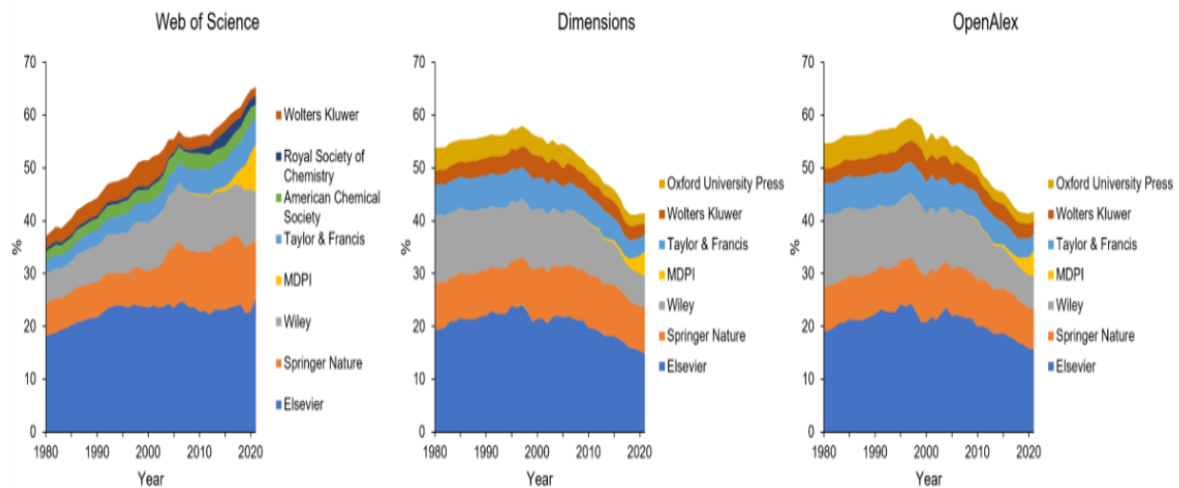 Web of Science
70
60
50
40
30
20
10
0
%
1980
1990
2000
2010
2020
Year
Wolters Kluwer
Royal Society of
Chemistry
American Chemical
Society
Taylor & Francis
MDPI
Wiley
Springer Nature
Elsevier
Dimensions
70
60
50
40
30
20
10
0
%
1980
1990
2000
2010
2020
Year
Oxford University Press
Wolters Kluwer
Taylor & Francis
MDPI
Wiley
Springer Nature
Elsevier
OpenAlex
70
60
50
40
30
20
10
0
%
1980
1990
2000
2010
2020
Year
Oxford University Press
Wolters Kluwer
Taylor & Francis
MDPI
Wiley
Springer Nature
Elsevier